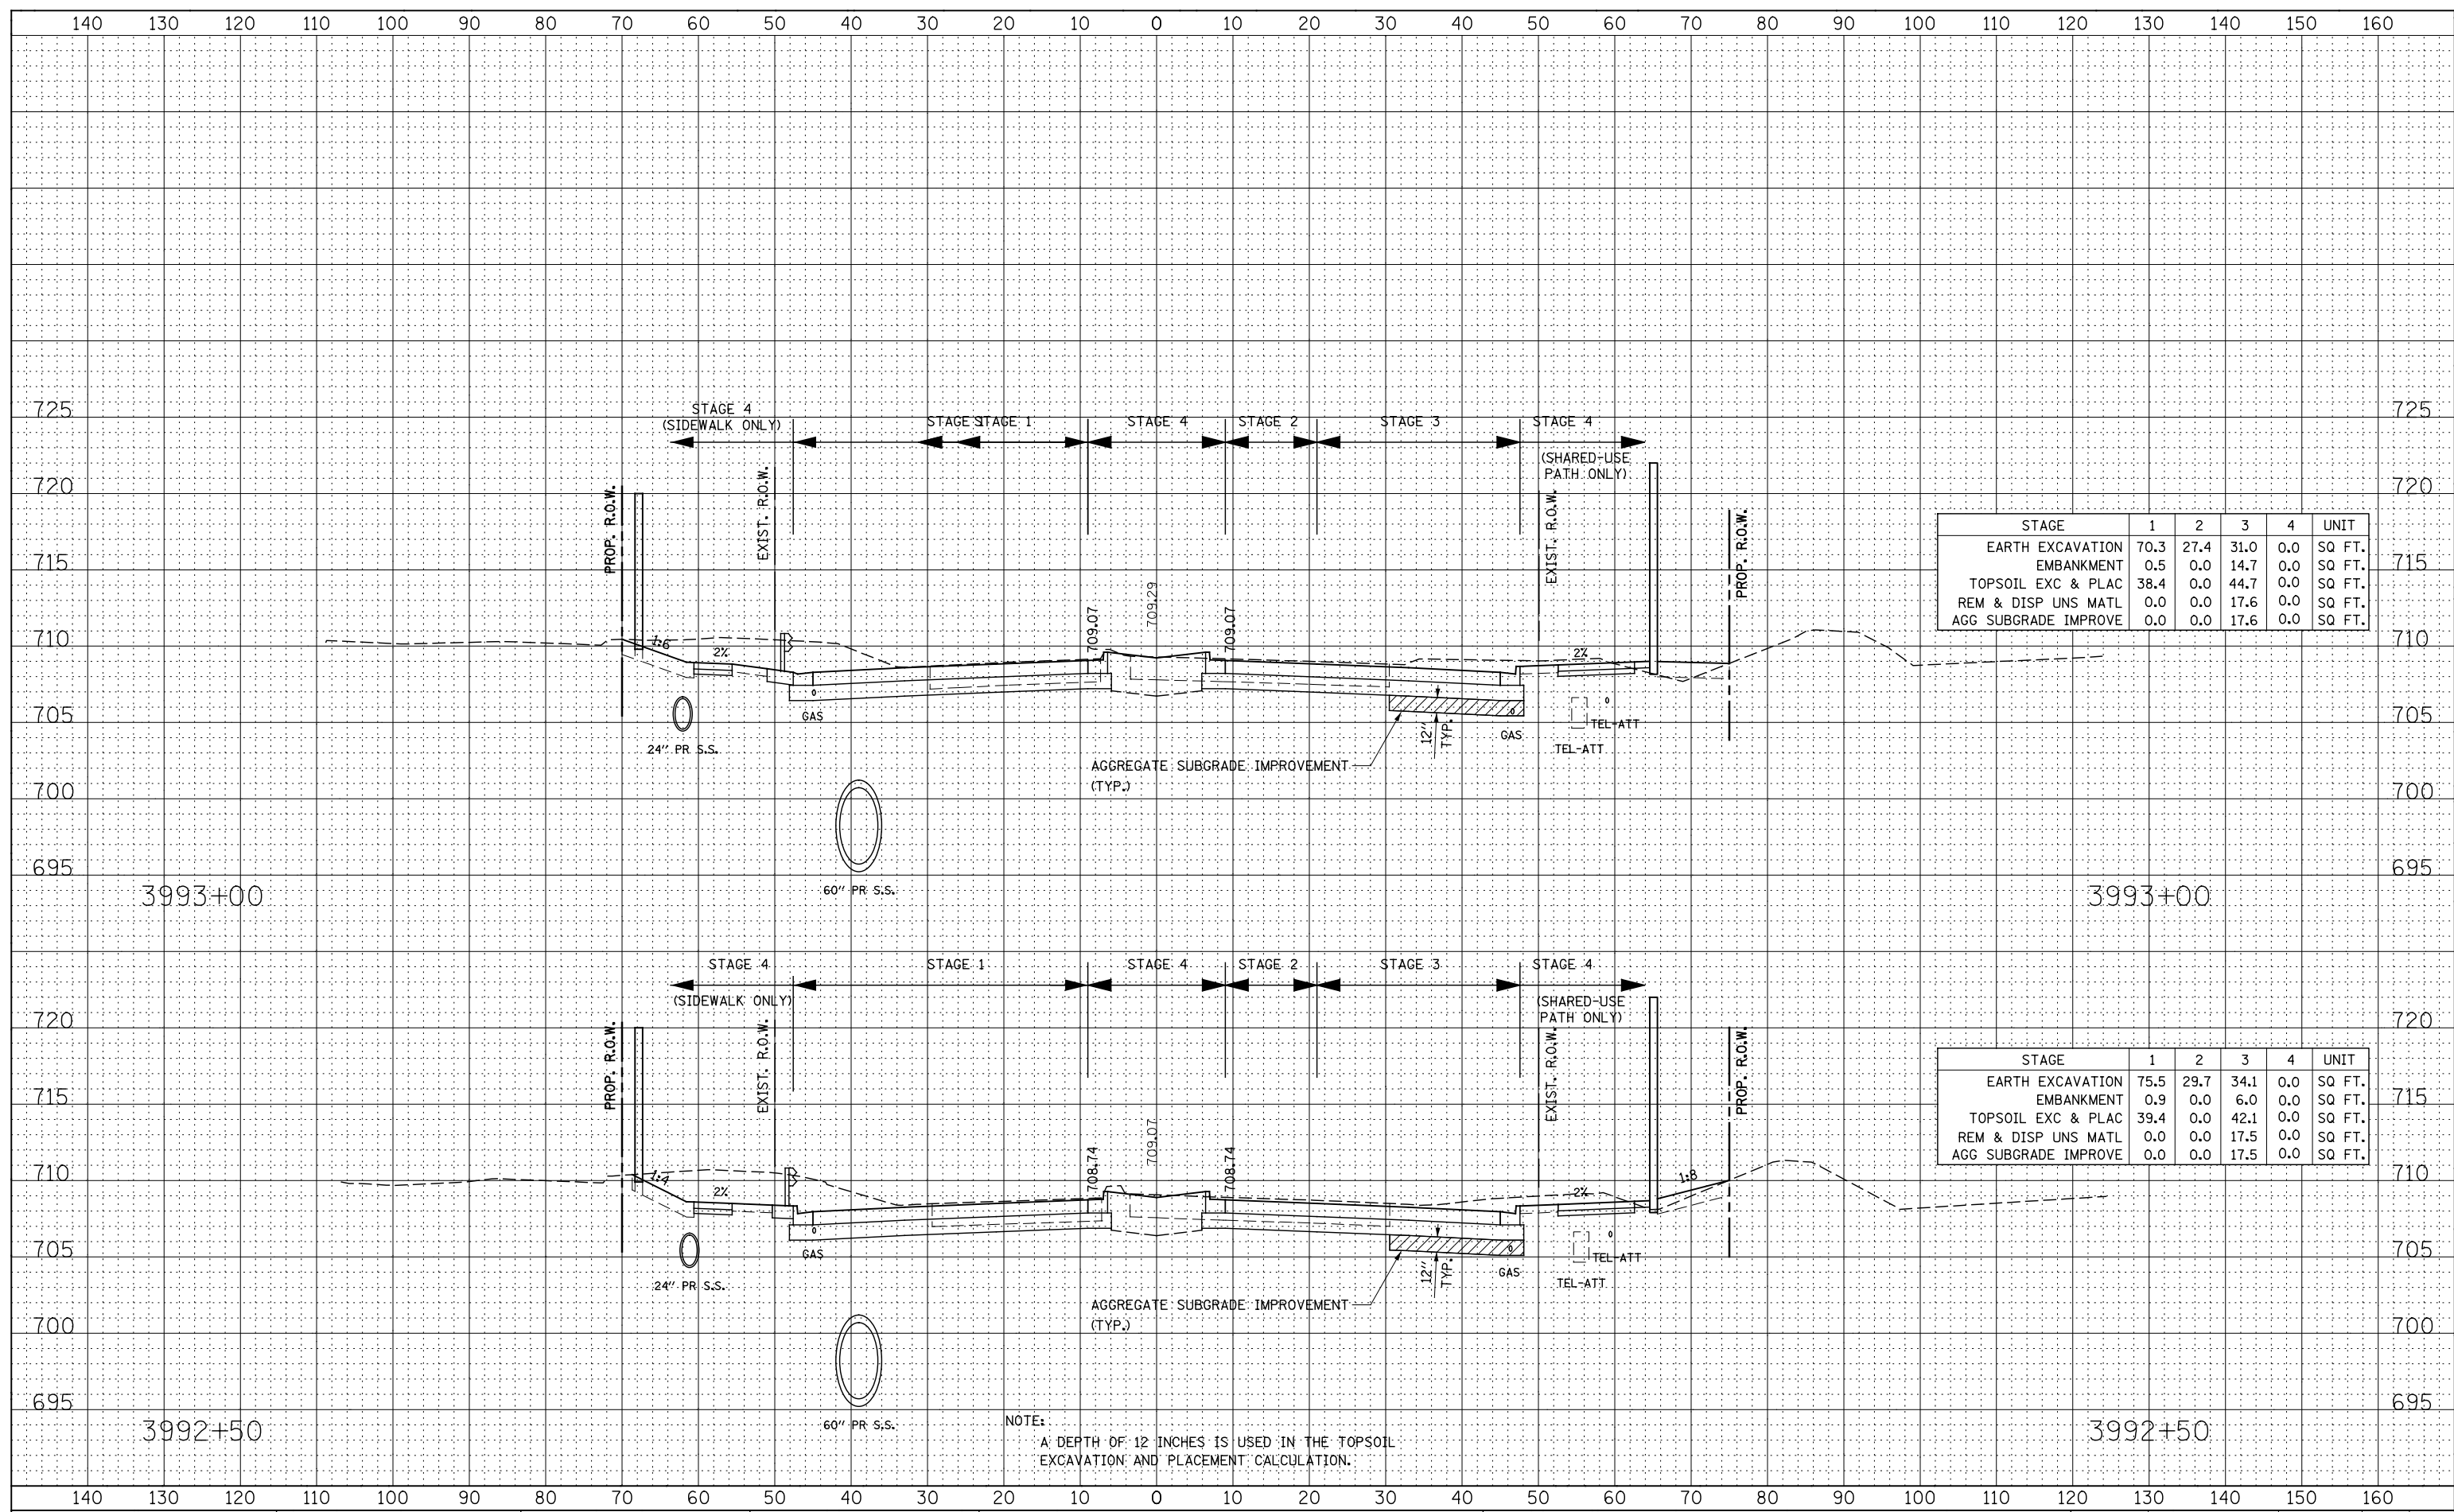 140 130 120 110 100 90 80 70 60 50 40 30 20 10 0 10 20 30 40 50 60 70 80 90 100 110 120 130 140 150 160
725 725
STAGE 4
(SIDEWALK ONLY)
STAGE 1
STAGE 1
STAGE 4
STAGE 2
STAGE 3
STAGE 4
(SHARED-USE
PATH ONLY)
720 720
PROP. R.O.W.
EXIST. R.O.W.
EXIST. R.O.W.
PROP. R.O.W.
STAGE 1 2 3 4 UNIT
EARTH EXCAVATION 70.3 27.4 31.0 0.0 SQ FT.
EMBANKMENT 0.5 0.0 14.7 0.0 SQ FT.
TOPSOIL EXC & PLAC 38.4 0.0 44.7 0.0 SQ FT.
REM & DISP UNS MATL 0.0 0.0 17.6 0.0 SQ FT.
AGG SUBGRADE IMPROVE 0.0 0.0 17.6 0.0 SQ FT.
715 715
709.07
709.29
709.07
710 710
1:6
2%
2%
705 705
GAS
24" PR S.S.
12"
TYP.
GAS
TEL-ATT
TEL-ATT
AGGREGATE SUBGRADE IMPROVEMENT
(TYP.)
700 700
695 695
60" PR S.S.
3993+00 3993+00
STAGE 4
(SIDEWALK ONLY)
STAGE 1
STAGE 4
STAGE 2
STAGE 3
STAGE 4
(SHARED-USE
PATH ONLY)
720 720
PROP. R.O.W.
EXIST. R.O.W.
EXIST. R.O.W.
PROP. R.O.W.
STAGE 1 2 3 4 UNIT
EARTH EXCAVATION 75.5 29.7 34.1 0.0 SQ FT.
EMBANKMENT 0.9 0.0 6.0 0.0 SQ FT.
TOPSOIL EXC & PLAC 39.4 0.0 42.1 0.0 SQ FT.
REM & DISP UNS MATL 0.0 0.0 17.5 0.0 SQ FT.
AGG SUBGRADE IMPROVE 0.0 0.0 17.5 0.0 SQ FT.
715 715
708.74
709.07
708.74
710 710
1:4
2%
2%
1:8
705 705
GAS
24" PR S.S.
12"
TYP.
GAS
TEL-ATT
TEL-ATT
AGGREGATE SUBGRADE IMPROVEMENT
(TYP.)
700 700
695 695
60" PR S.S.
3992+50 3992+50
NOTE:
A DEPTH OF 12 INCHES IS USED IN THE TOPSOIL
EXCAVATION AND PLACEMENT CALCULATION.
140 130 120 110 100 90 80 70 60 50 40 30 20 10 0 10 20 30 40 50 60 70 80 90 100 110 120 130 140 150 160